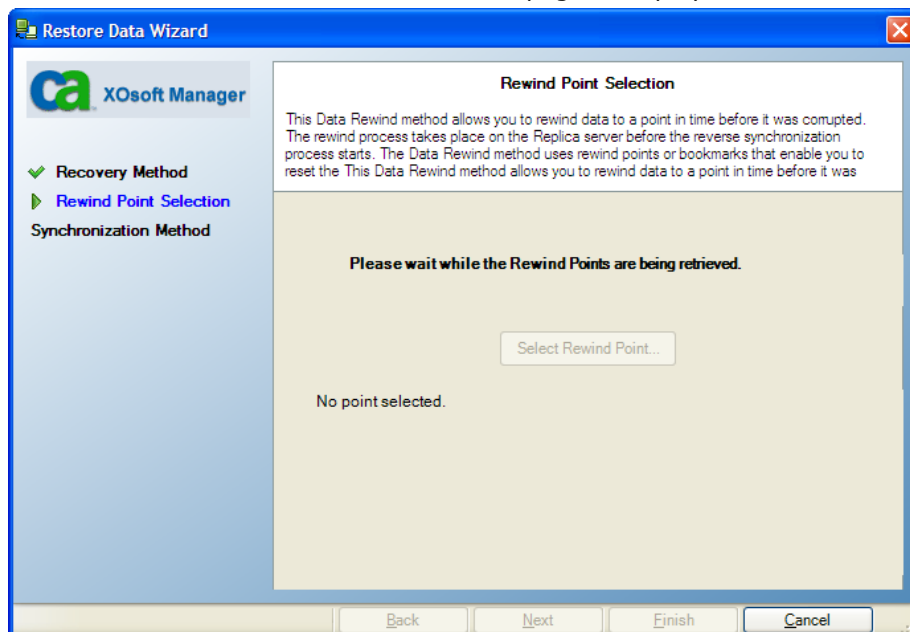 Restore Data Wizard
ca XOsoft Manager
Recovery Method
Rewind Point Selection
Synchronization Method
Rewind Point Selection
This Data Rewind method allows you to rewind data to a point in time before it was corrupted.
The rewind process takes place on the Replica server before the reverse synchronization
process starts. The Data Rewind method uses rewind points or bookmarks that enable you to
reset the This Data Rewind method allows you to rewind data to a point in time before it was
Please wait while the Rewind Points are being retrieved.
Select Rewind Point...
No point selected.
Back
Next
Finish
Cancel